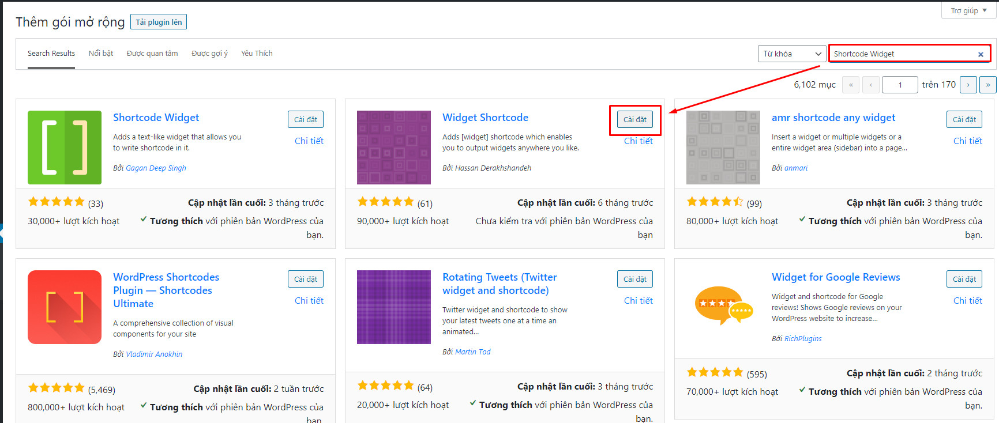 Trợ giúp
Thêm gói mở rộng
Tải plugin lên
Search Results
Nổi bật
Được quan tâm
Được gợi ý
Yêu Thích
Từ khóa
Shortcode Widget
6,102 mục
«
‹
1
trên 170
›
»
Shortcode Widget
Cài đặt
Chi tiết
Adds a text-like widget that allows you
to write shortcode in it.
Bởi Gagan Deep Singh
(33)
Cập nhật lần cuối: 3 tháng trước
30,000+ lượt kích hoạt
Tương thích với phiên bản WordPress của
bạn.
Widget Shortcode
Cài đặt
Chi tiết
Adds [widget] shortcode which enables
you to output widgets anywhere you like.
Bởi Hassan Derakhshandeh
(61)
Cập nhật lần cuối: 6 tháng trước
90,000+ lượt kích hoạt
Chưa kiểm tra với phiên bản WordPress của
bạn
amr shortcode any widget
Cài đặt
Chi tiết
Insert a widget or multiple widgets or a
entire widget area (sidebar) into a page...
Bởi anmari
(99)
Cập nhật lần cuối: 3 tháng trước
80,000+ lượt kích hoạt
Tương thích với phiên bản WordPress của
bạn.
WordPress Shortcodes
Plugin — Shortcodes
Ultimate
Cài đặt
Chi tiết
A comprehensive collection of visual
components for your site
Bởi Vladimir Anokhin
(5,469)
Cập nhật lần cuối: 2 tuần trước
800,000+ lượt kích hoạt
Tương thích với phiên bản WordPress của
bạn.
Rotating Tweets (Twitter
widget and shortcode)
Cài đặt
Chi tiết
Twitter widget and shortcode to show
your latest tweets one at a time an
animated...
Bởi Martin Tod
(64)
Cập nhật lần cuối: 3 tháng trước
20,000+ lượt kích hoạt
Tương thích với phiên bản WordPress của
bạn.
Widget for Google Reviews
Cài đặt
Chi tiết
Widget and shortcode for Google
reviews! Shows Google reviews on your
WordPress website to increase...
Bởi RichPlugins
(595)
Cập nhật lần cuối: 2 tháng trước
70,000+ lượt kích hoạt
Tương thích với phiên bản WordPress của
bạn.